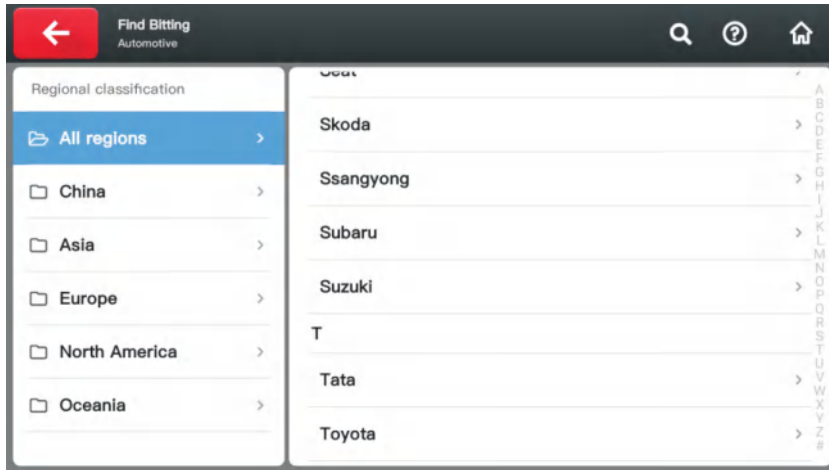 Find Bitting
Automotive
Regional classification
All regions
China
Asia
Europe
North America
Oceania
Skoda
Ssangyong
Subaru
Suzuki
T
Tata
Toyota
A
B
C
D
E
F
G
H
I
J
K
L
M
N
O
P
Q
R
S
T
U
V
W
X
Y
Z
#